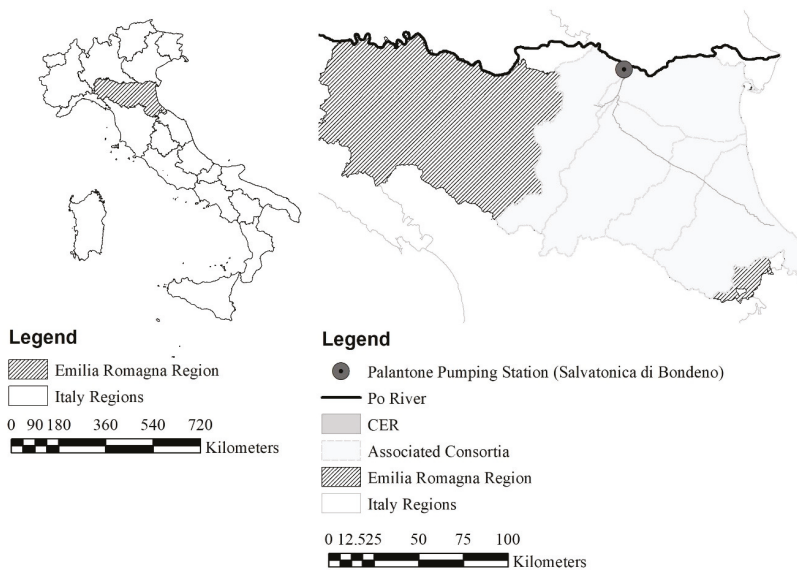 Legend
Emilia Romagna Region
Italy Regions
0 90 180 360 540 720
Kilometers
Legend
Palantone Pumping Station (Salvatonica di Bondeno)
Po River
CER
Associated Consortia
Emilia Romagna Region
Italy Regions
0 12.525 50 75 100
Kilometers